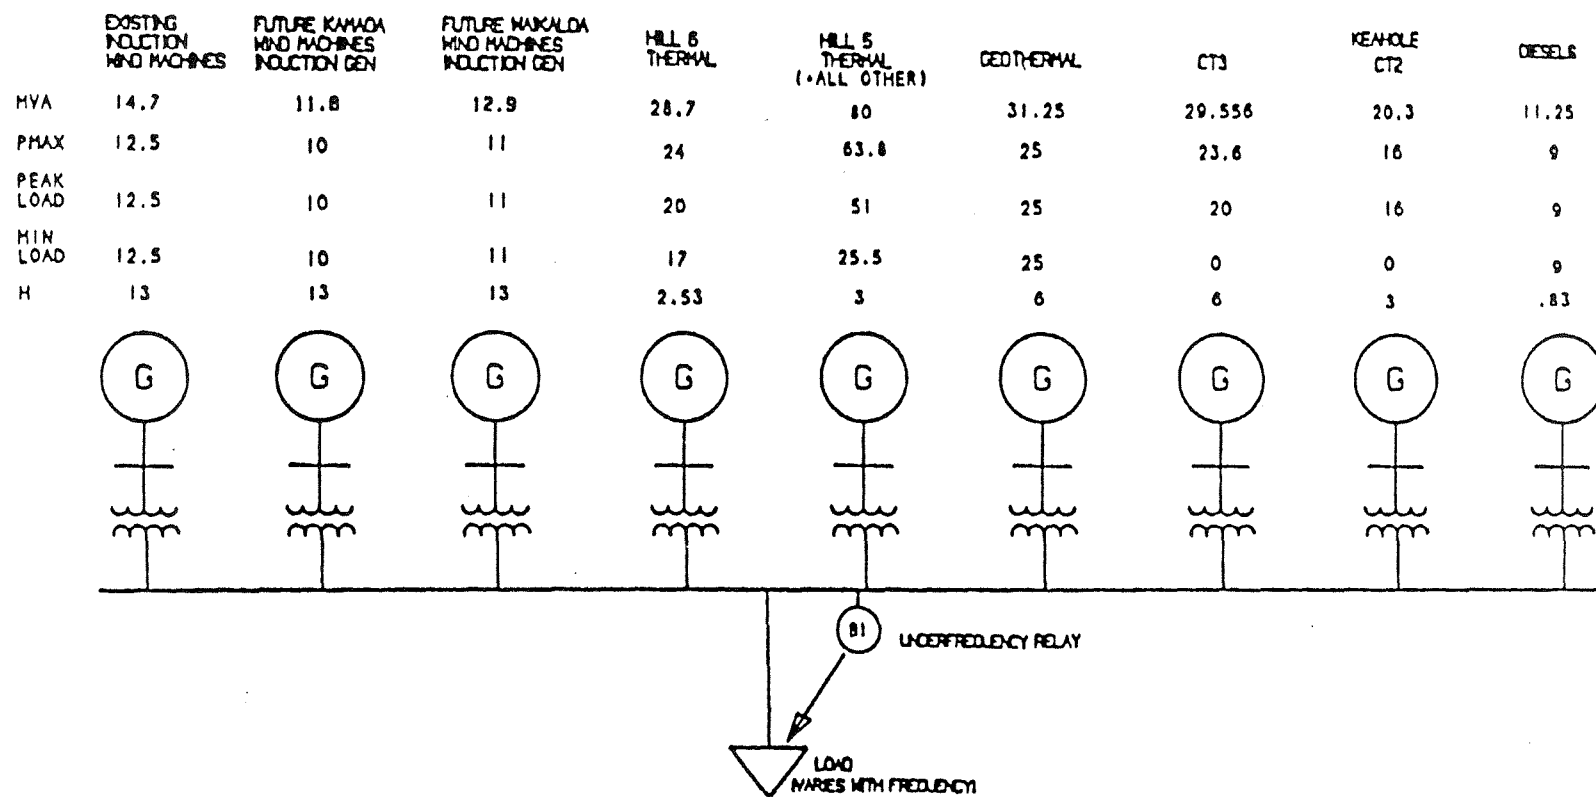 EXISTING
INDUCTION
WIND MACHINES
FUTURE KAMAOA
WIND MACHINES
INDUCTION GEN
FUTURE WAIKALOA
WIND MACHINES
INDUCTION GEN
HILL 6
THERMAL
HILL 5
THERMAL
(+ALL OTHER)
GEOTHERMAL
CT3
KEAHOLE
CT2
DIESELS
MVA 14.7 11.8 12.9 28.7 80 31.25 29.556 20.3 11.25
PMAX 12.5 10 11 24 63.8 25 23.6 16 9
PEAK
LOAD 12.5 10 11 20 51 25 20 16 9
MIN
LOAD 12.5 10 11 17 25.5 25 0 0 9
H 13 13 13 2.53 3 6 6 3 .83
G G G G G G G G G
81 UNDERFREQUENCY RELAY
LOAD
(VARIES WITH FREQUENCY)